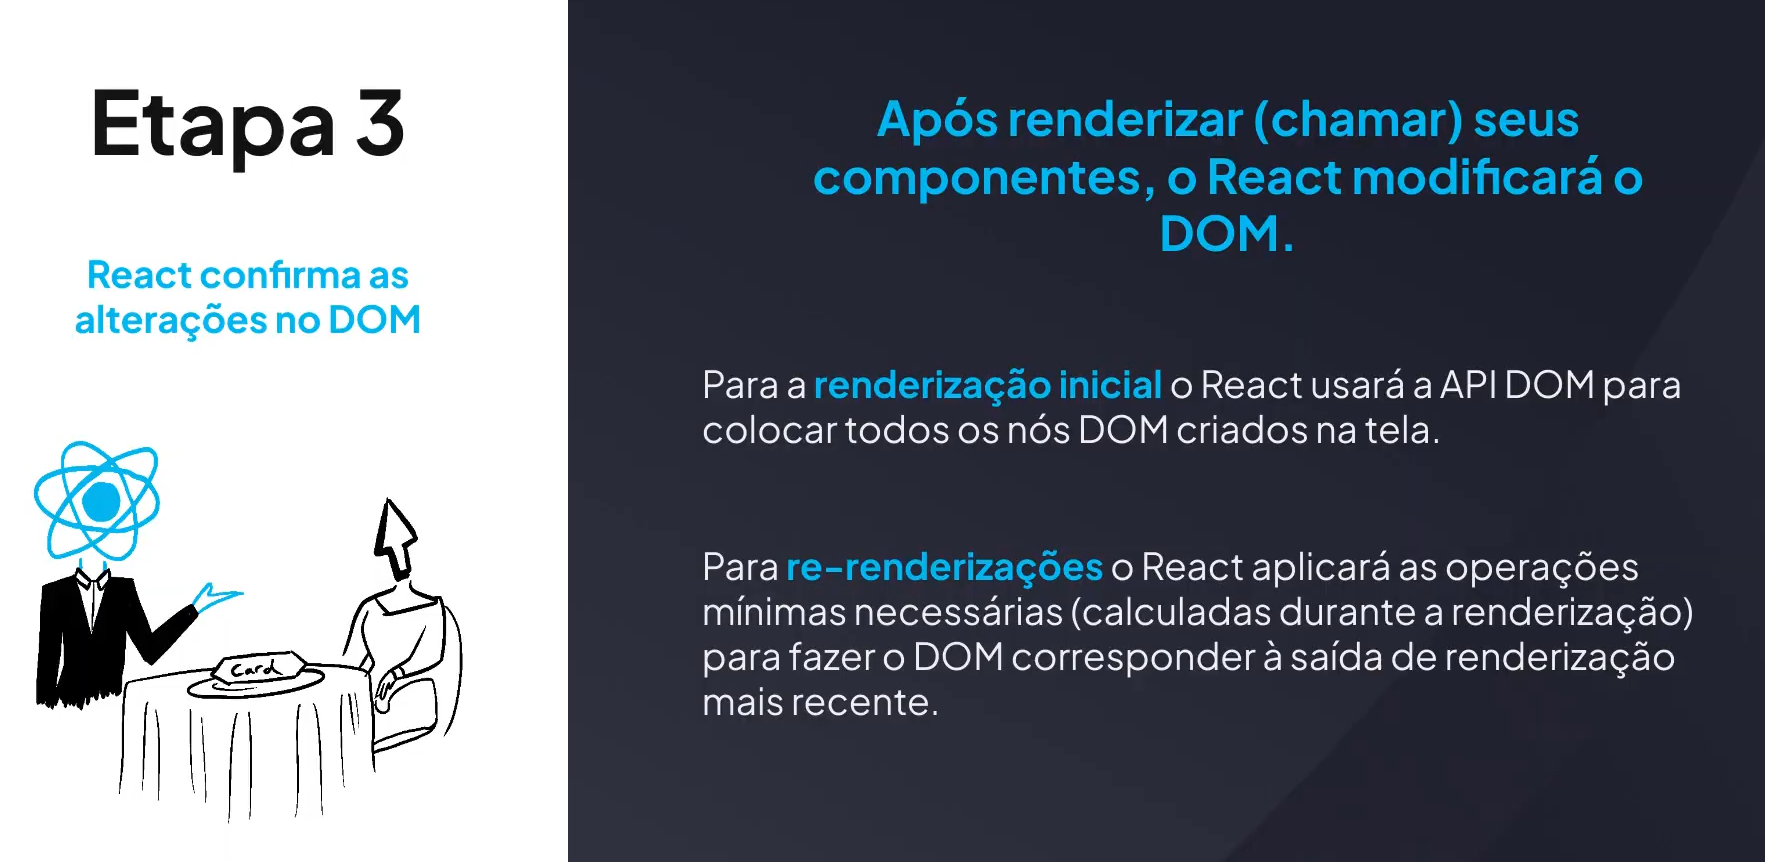 Etapa 3
React confirma as
alterações no DOM
Card
Após renderizar (chamar) seus
componentes, o React modificará o
DOM.
Para a renderização inicial o React usará a API DOM para
colocar todos os nós DOM criados na tela.
Para re-renderizações o React aplicará as operações
mínimas necessárias (calculadas durante a renderização)
para fazer o DOM corresponder à saída de renderização
mais recente.